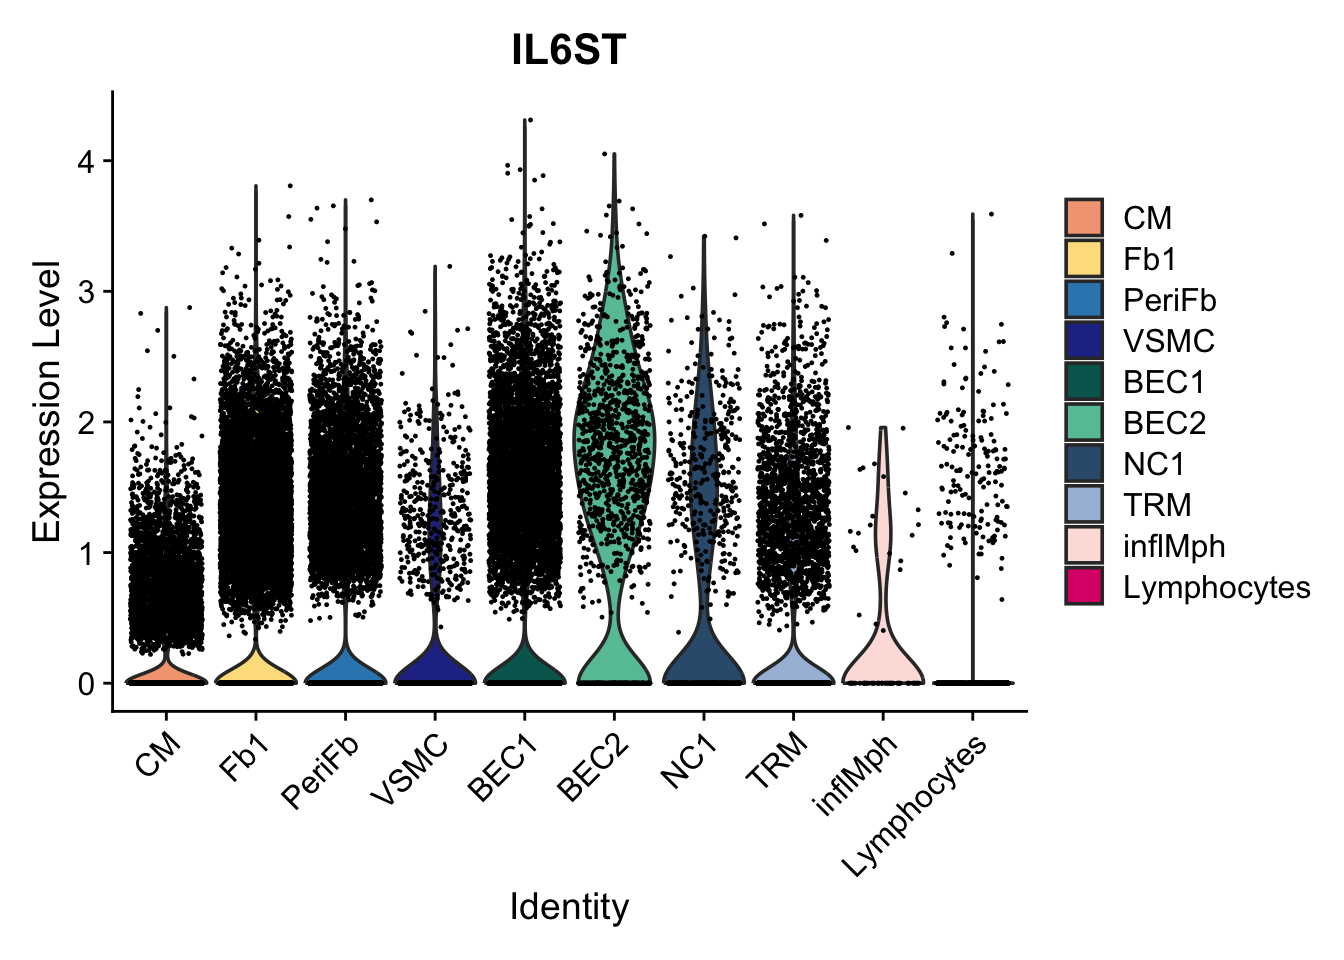 IL6ST
Expression Level
4
3
2
1
0
CM
Fb1
PeriFb
VSMC
BEC1
BEC2
NC1
TRM
inflMph
Lymphocytes
Identity
CM
Fb1
PeriFb
VSMC
BEC1
BEC2
NC1
TRM
inflMph
Lymphocytes